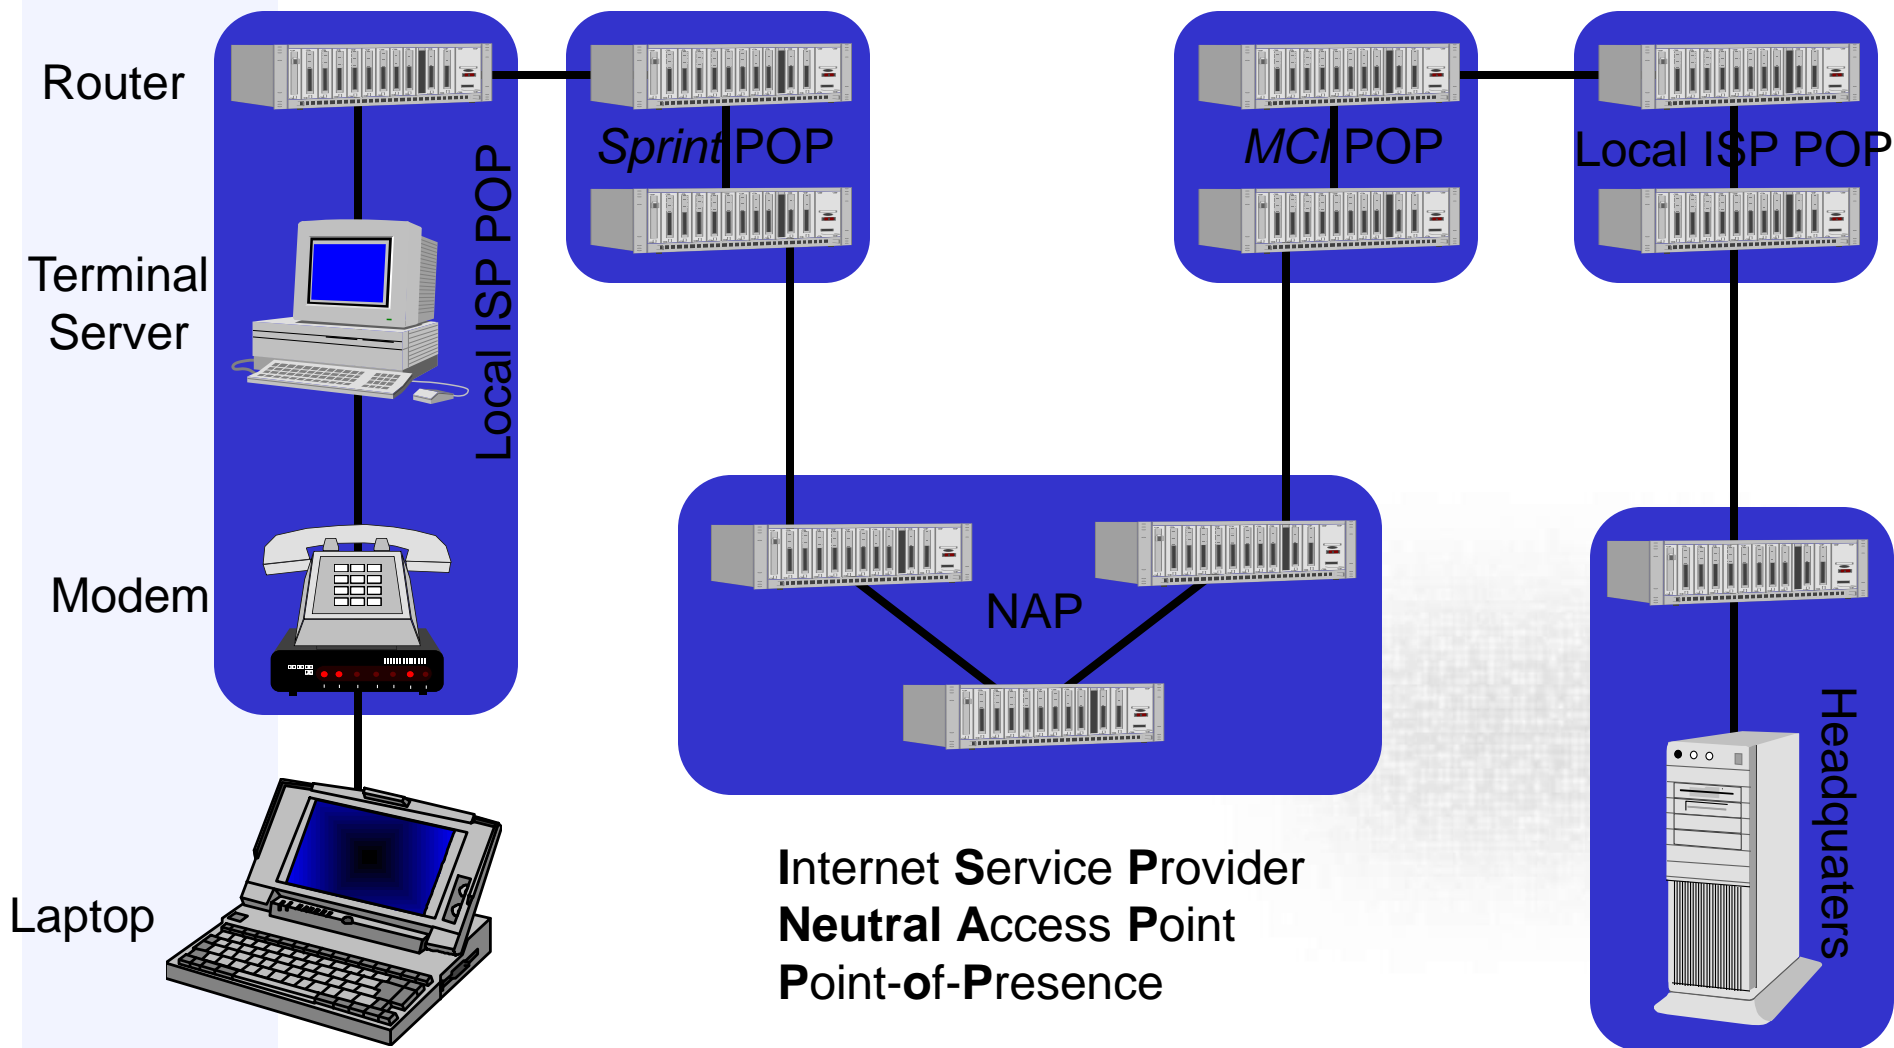 Router
Sprint POP
MCI POP
Local ISP POP
Local ISP POP
Terminal
Server
Modem
NAP
Headquaters
Laptop
Internet Service Provider
Neutral Access Point
Point-of-Presence